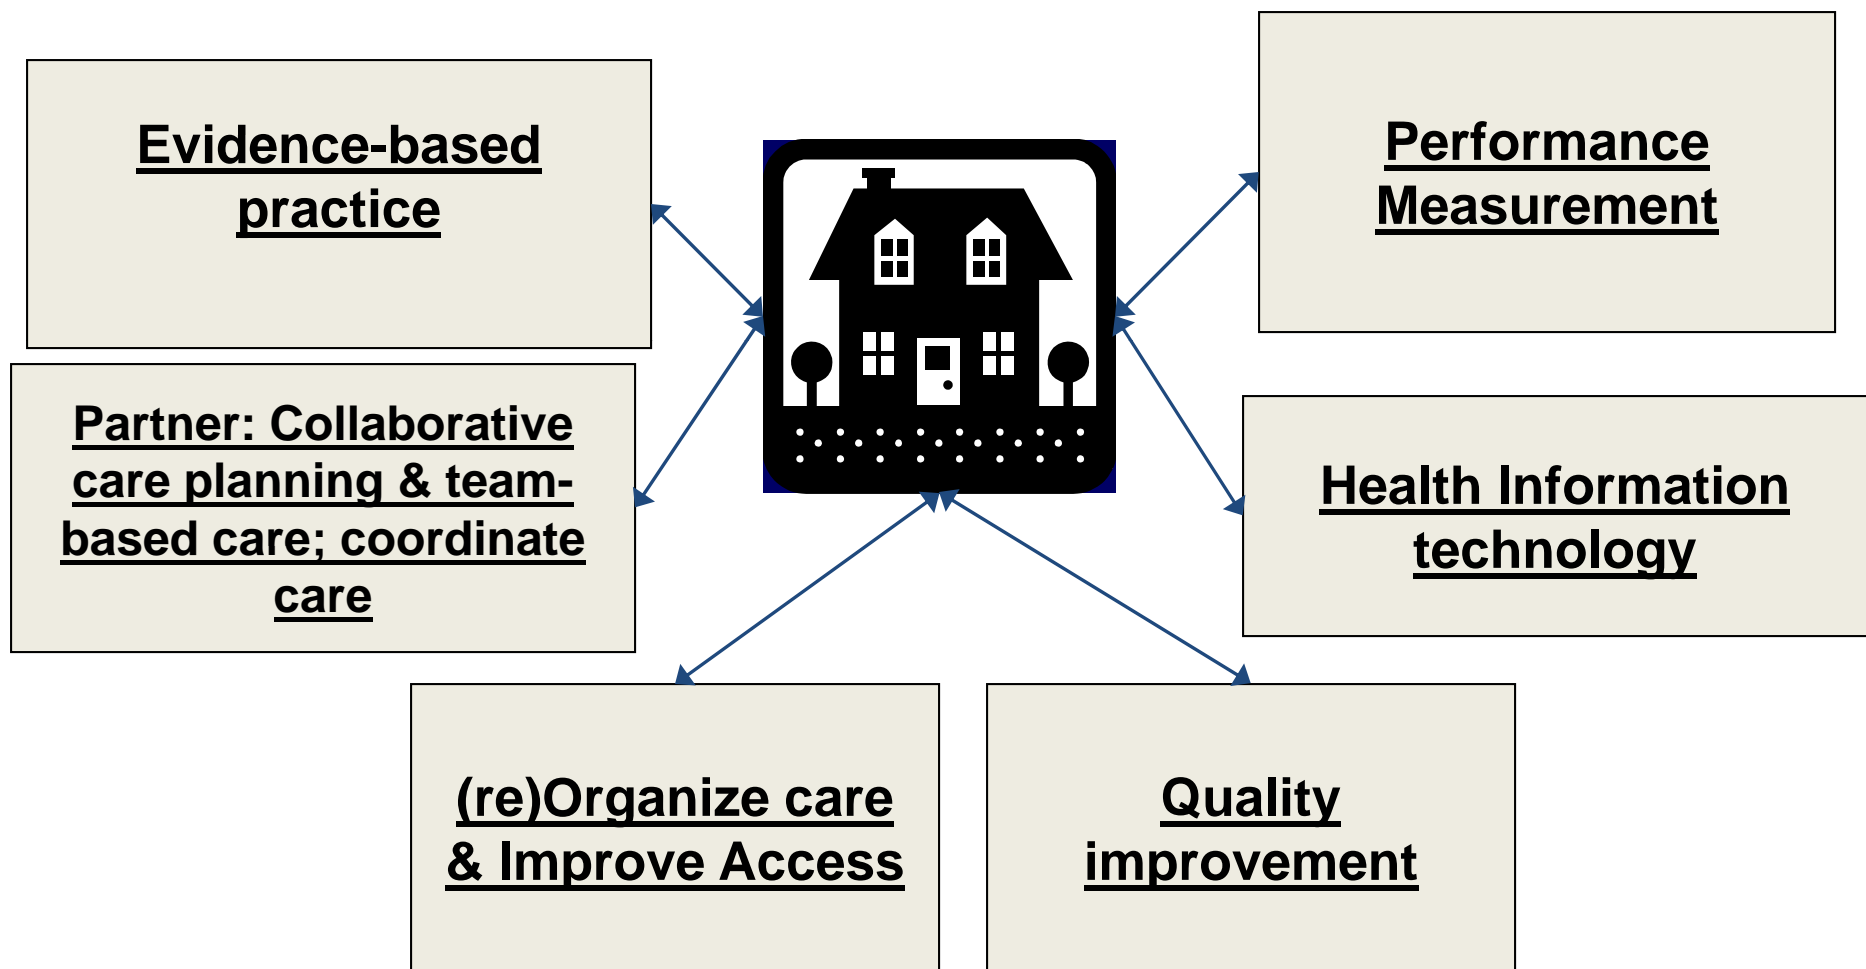 Evidence-based
practice
Performance
Measurement
Partner: Collaborative
care planning & team-
based care; coordinate
care
Health Information
technology
(re)Organize care
& Improve Access
Quality
improvement